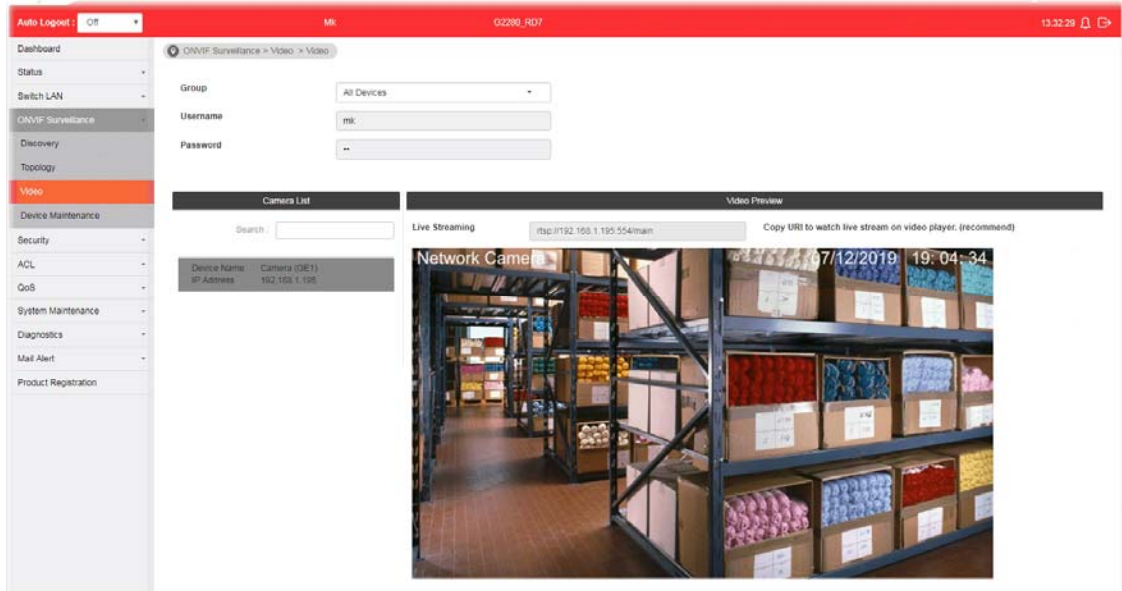 Auto Logoet : Off Mk G2280_RD7 13:32:29
Dashboard
Status
Switch LAN
ONVIF Surveillance
Discovery
Topology
Video
Device Maintenance
Security
ACL
QoS
System Maintenance
Diagnostics
Mail Alert
Product Registration
ONVIF Surveillance > Video > Video
Group All Devices
Username mk
Password ••
Camera List
Search :
Device Name Camera (GE1)
IP Address 192.168.1.195
Video Preview
Live Streaming rtsp://192.168.1.195:554/main Copy URI to watch live stream on video player. (recommend)
Network Camera 07/12/2019 19: 04: 34